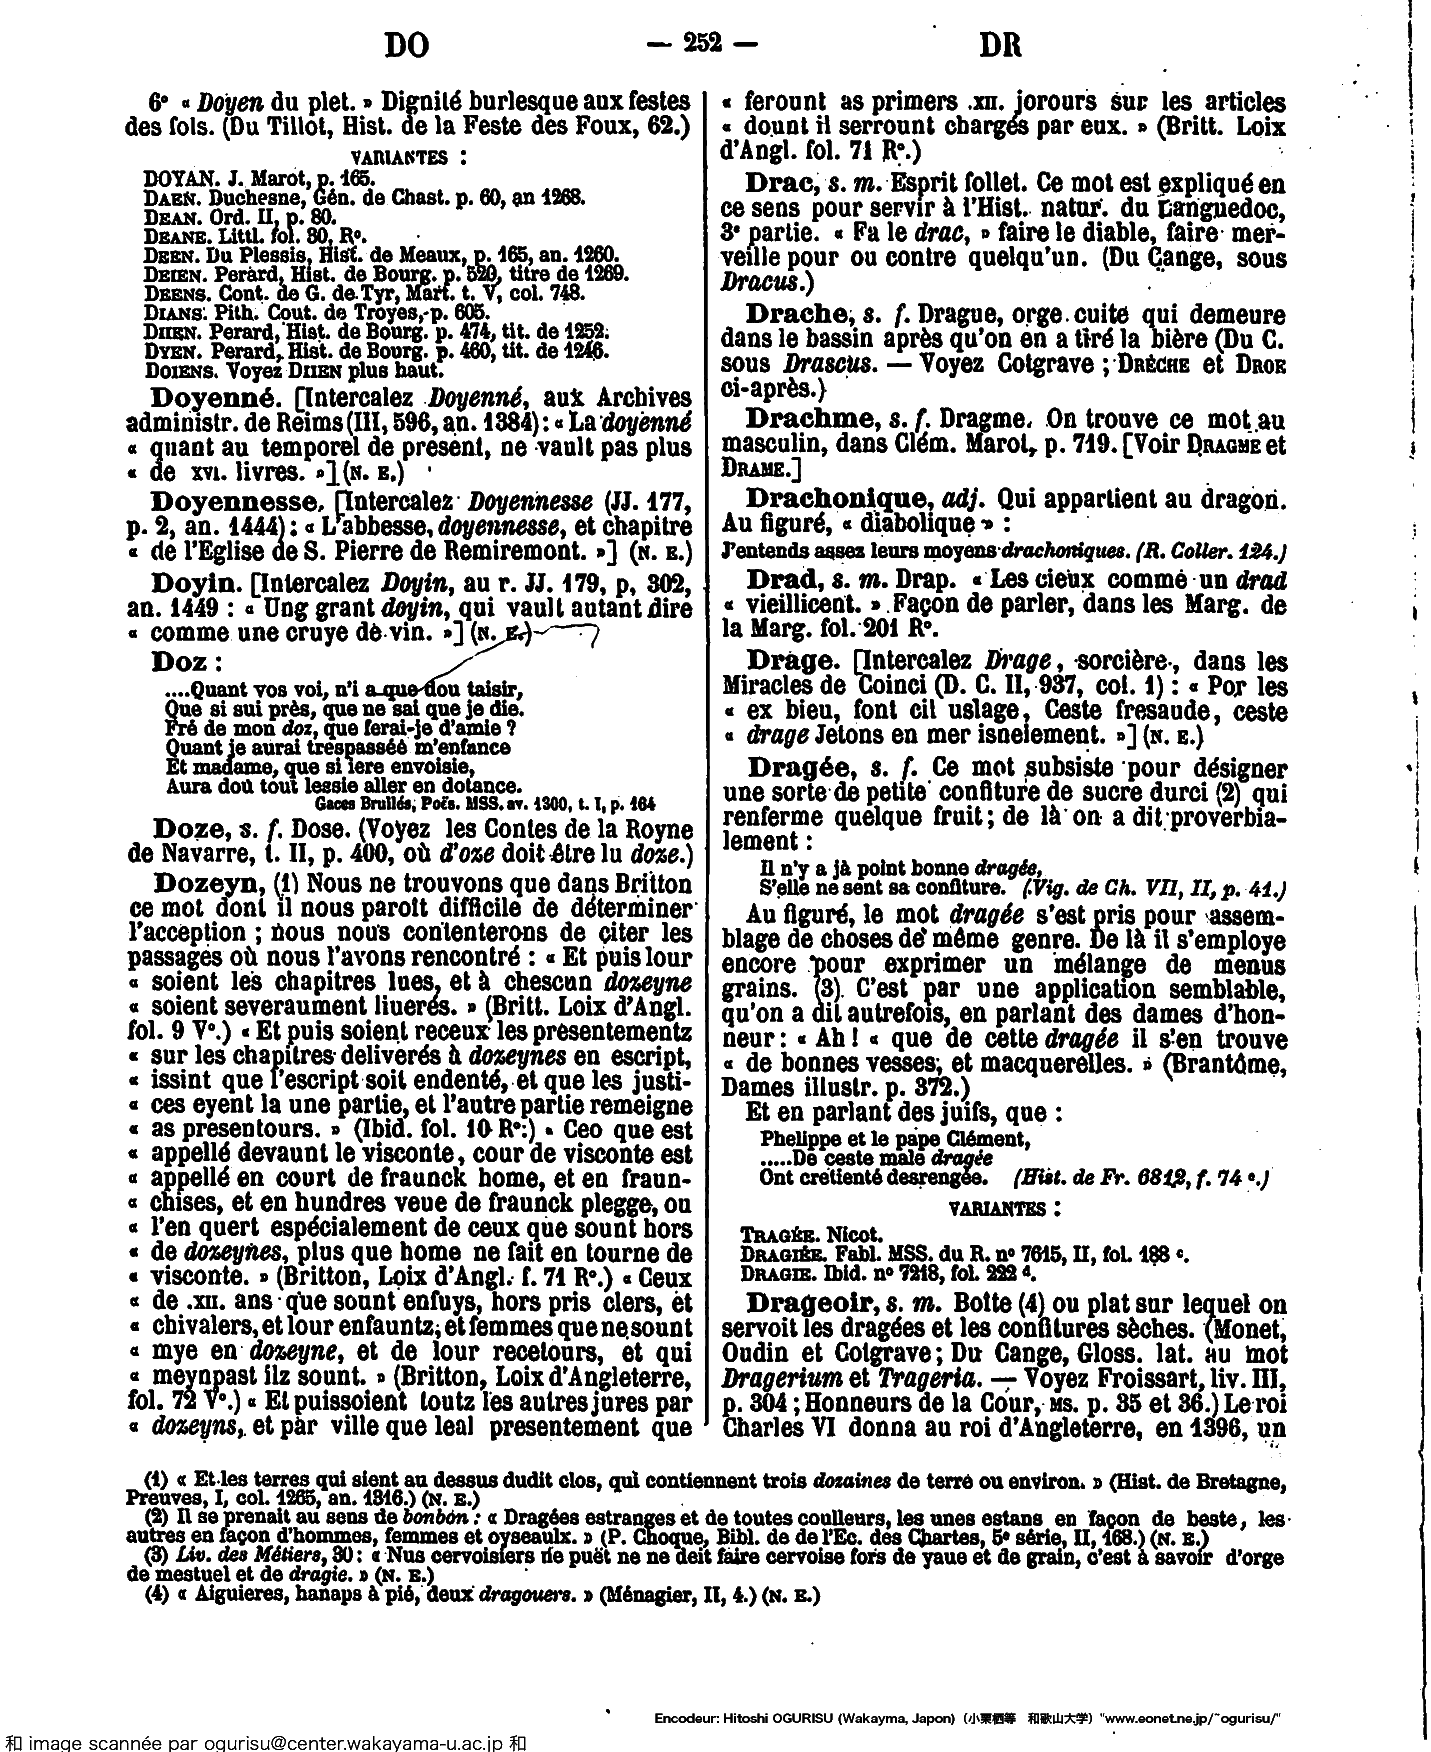 DO — 252 — DR
6° « Doyen du plet. » Dignité burlesque aux festes
des fols. (Du Tillot, Hist. de la Feste des Foux, 62.)
VARIANTES :
DOYAN. J. Marot, p. 165.
DAEN. Duchesne, Gén. de Chast. p. 60, an 1268.
DEAN. Ord. II, p. 80.
DEANE. Littl. fol. 80, R°.
DEEN. Du Plessis, Hist. de Meaux, p. 165, an. 1260.
DEIEN. Perard, Hist. de Bourg. p. 520, titre de 1269.
DEENS. Cont. de G. de Tyr, Mart. t. V, col. 748.
DIANS. Pith. Cout. de Troyes, p. 605.
DIIEN. Perard, Hist. de Bourg. p. 474, tit. de 1252.
DYEN. Perard, Hist. de Bourg. p. 460, tit. de 1246.
DOIENS. Voyez DIIEN plus haut.
Doyenné. [Intercalez Doyenné, aux Archives
administr. de Reims (III, 596, an. 1384) : « La doyenné
« quant au temporel de present, ne vault pas plus
« de XVI. livres. »] (N. E.)
Doyennesse. [Intercalez Doyennesse (JJ. 177,
p. 2, an. 1444) : « L'abbesse, doyennesse, et chapitre
« de l'Eglise de S. Pierre de Remiremont. »] (N. E.)
Doyin. [Intercalez Doyin, au r. JJ. 179, p, 302,
an. 1449 : « Ung grant doyin, qui vault autant dire
« comme une cruye de vin. »] (N. E.)
Doz :
....Quant vos voi, n'i a que dou taisir,
Que si sui près, que ne sai que je die.
Fré de mon doz, que ferai-je d'amie ?
Quant je aurai trespasséé m'enfance
Et madame, que si iere envoisie,
Aura dou tout lessie aller en dotance.
Gaces Brullés, Poës. MSS. av. 1300, t. I, p. 164
Doze, s. f. Dose. (Voyez les Contes de la Royne
de Navarre, t. II, p. 400, où d'oze doit être lu doze.)
Dozeyn, (1) Nous ne trouvons que dans Britton
ce mot dont il nous paroit difficile de déterminer
l'acception ; nous nous contenterons de citer les
passages où nous l'avons rencontré : « Et puis lour
« soient les chapitres lues, et à chescun dozeyne
« soient severaument liuerés. » (Britt. Loix d'Angl.
fol. 9 V°.) « Et puis soient receux les presentementz
« sur les chapitres deliverés à dozeynes en escript,
« issint que l'escript soit endenté, et que les justi-
« ces eyent la une partie, et l'autre partie remeigne
« as presentours. » (Ibid. fol. 10 R°.) « Ceo que est
« appellé devaunt le visconte, cour de visconte est
« appellé en court de fraunck home, et en fraun-
« chises, et en hundres veue de fraunck plegge, ou
« l'en quert espécialement de ceux que sount hors
« de dozeynes, plus que home ne fait en tourne de
« visconte. » (Britton, Loix d'Angl. f. 71 R°.) « Ceux
« de .XII. ans que sount enfuys, hors pris clers, et
« chivalers, et lour enfauntz, et femmes que ne sount
« mye en dozeyne, et de lour recetours, et qui
« meynpast ilz sount. » (Britton, Loix d'Angleterre,
fol. 72 V°.) « Et puissoient toutz les autres jures par
« dozeyns, et par ville que leal presentement que
« ferount as primers .XII. jorours sur les articles
« dount il serrount chargés par eux. » (Britt. Loix
d'Angl. fol. 71 R°.)
Drac, s. m. Esprit follet. Ce mot est expliqué en
ce sens pour servir à l'Hist. natur. du Languedoc,
3e partie. « Fa le drac, » faire le diable, faire mer-
veille pour ou contre quelqu'un. (Du Cange, sous
Dracus.)
Drache, s. f. Drague, orge cuite qui demeure
dans le bassin après qu'on en a tiré la bière (Du C.
sous Drascus. — Voyez Cotgrave ; DRÈCHE et DROE
ci-après.)
Drachme, s. f. Dragme. On trouve ce mot au
masculin, dans Clém. Marot, p. 719. [Voir DRAGME et
DRAME.]
Drachonique, adj. Qui appartient au dragon.
Au figuré, « diabolique » :
J'entends assez leurs moyens drachoniques. (R. Coller. 124.)
Drad, s. m. Drap. « Les cieux comme un drad
« vieillicent. » Façon de parler, dans les Marg. de
la Marg. fol. 201 R°.
Drage. [Intercalez Drage, sorcière, dans les
Miracles de Coinci (D. C. II, 937, col. 1) : « Por les
« ex bieu, font cil uslage, Ceste fresaude, ceste
« drage Jetons en mer isnelement. »] (N. E.)
Dragée, s. f. Ce mot subsiste pour désigner
une sorte de petite confiture de sucre durci (2) qui
renferme quelque fruit ; de là on a dit proverbia-
lement :
Il n'y a jà point bonne dragée,
S'elle ne sent sa confiture. (Vig. de Ch. VII, II, p. 41.)
Au figuré, le mot dragée s'est pris pour assem-
blage de choses de même genre. De là il s'employe
encore pour exprimer un mélange de menus
grains. (3) C'est par une application semblable,
qu'on a dit autrefois, en parlant des dames d'hon-
neur : « Ah ! « que de cette dragée il s'en trouve
« de bonnes vesses, et macquerelles. » (Brantôme,
Dames illustr. p. 372.)
Et en parlant des juifs, que :
Phelippe et le pape Clément,
.....De ceste male dragée
Ont cretienté desrengée. (Hist. de Fr. 6812, f. 74 c.)
VARIANTES :
TRAGÉE. Nicot.
DRAGIÉE. Fabl. MSS. du R. n° 7615, II, fol. 188 c.
DRAGIE. Ibid. n° 7218, fol. 222 d.
Drageoir, s. m. Boîte (4) ou plat sur lequel on
servoit les dragées et les confitures sèches. (Monet,
Oudin et Cotgrave ; Du Cange, Gloss. lat. au mot
Dragerium et Trageria. — Voyez Froissart, liv. III,
p. 304 ; Honneurs de la Cour, MS. p. 35 et 36.) Le roi
Charles VI donna au roi d'Angleterre, en 1396, un
(1) « Et les terres qui sient au dessus dudit clos, qui contiennent trois dozaines de terre ou environ. » (Hist. de Bretagne,
Preuves, I, col. 1265, an. 1316.) (N. E.)
(2) Il se prenait au sens de bonbon : « Dragées estranges et de toutes coulleurs, les unes estans en façon de beste, les
autres en façon d'hommes, femmes et oyseaulx. » (P. Choque, Bibl. de de l'Ec. des Chartes, 5e série, II, 168.) (N. E.)
(3) Liv. des Métiers, 30 : « Nus cervoisiers ne puet ne ne deit faire cervoise fors de yaue et de grain, c'est à savoir d'orge
de mestuel et de dragie. » (N. E.)
(4) « Aiguieres, hanaps à pié, deux dragouers. » (Ménagier, II, 4.) (N. E.)
Encodeur: Hitoshi OGURISU (Wakayma, Japon) (小栗栖等 和歌山大学) "www.eonet.ne.jp/~ogurisu/"
和 image scannée par ogurisu@center.wakayama-u.ac.jp 和